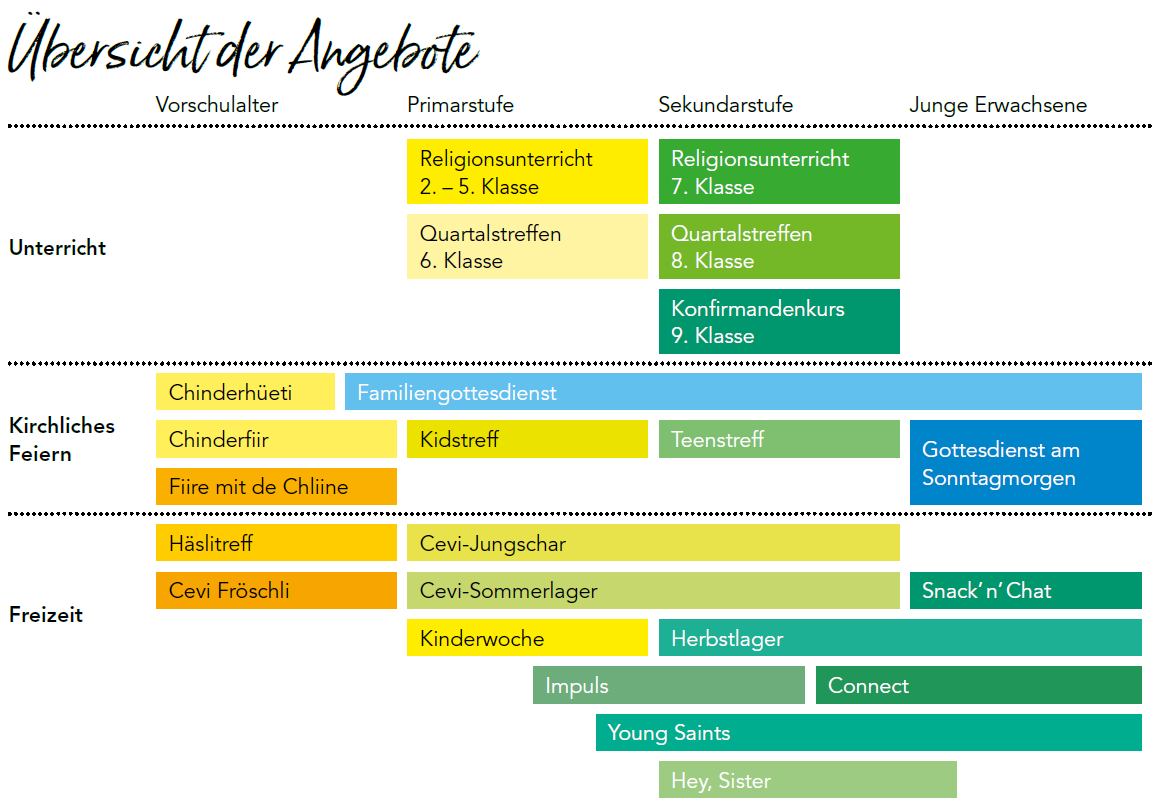 Übersicht der Angebote
Vorschulalter Primarstufe Sekundarstufe Junge Erwachsene
Unterricht
Religionsunterricht
2. – 5. Klasse
Religionsunterricht
7. Klasse
Quartalstreffen
6. Klasse
Quartalstreffen
8. Klasse
Konfirmandenkurs
9. Klasse
Kirchliches
Feiern
Chinderhüeti
Familiengottesdienst
Chinderfiir
Kidstreff
Teenstreff
Gottesdienst am
Sonntagmorgen
Fiire mit de Chliine
Freizeit
Häslitreff
Cevi-Jungschar
Cevi Fröschli
Cevi-Sommerlager
Snack’n’Chat
Kinderwoche
Herbstlager
Impuls
Connect
Young Saints
Hey, Sister